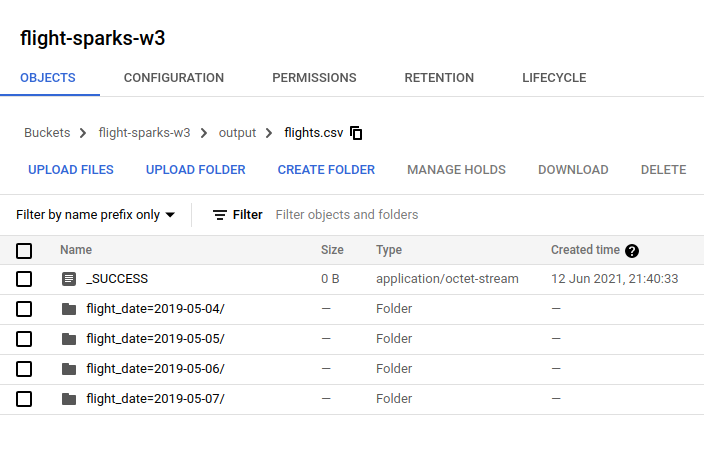 flight-sparks-w3
OBJECTS CONFIGURATION PERMISSIONS RETENTION LIFECYCLE
Buckets > flight-sparks-w3 > output > flights.csv
UPLOAD FILES UPLOAD FOLDER CREATE FOLDER MANAGE HOLDS DOWNLOAD DELETE
Filter by name prefix only Filter Filter objects and folders
Name Size Type Created time ?
_SUCCESS 0 B application/octet-stream 12 Jun 2021, 21:40:33
flight_date=2019-05-04/ — Folder —
flight_date=2019-05-05/ — Folder —
flight_date=2019-05-06/ — Folder —
flight_date=2019-05-07/ — Folder —